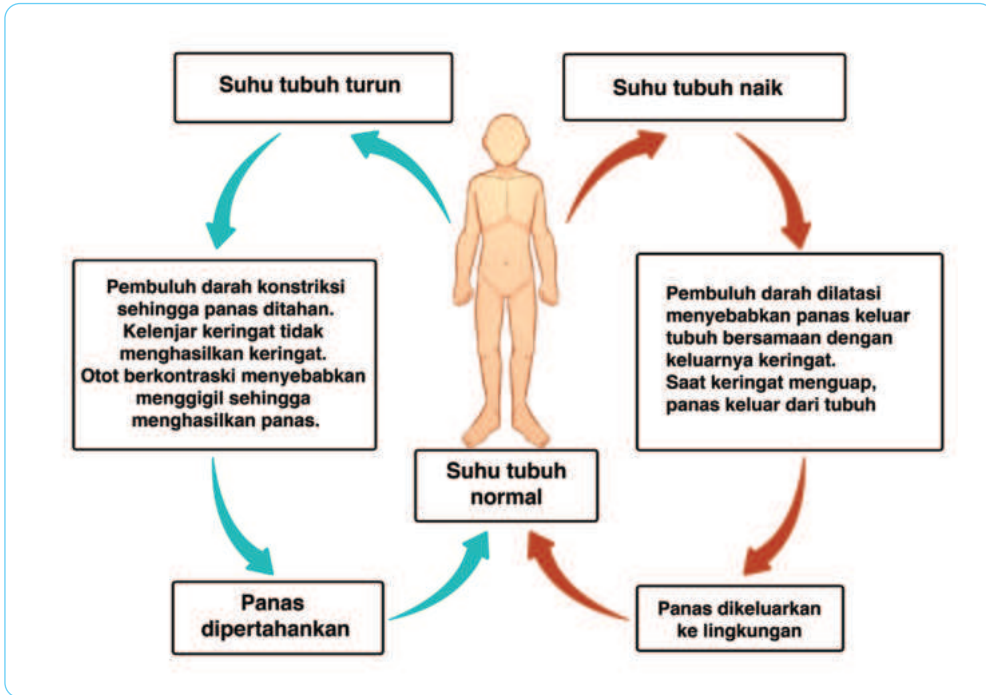 Suhu tubuh turun
Suhu tubuh naik
Pembuluh darah konstriksi
sehingga panas ditahan.
Kelenjar keringat tidak
menghasilkan keringat.
Otot berkontraski menyebabkan
menggigil sehingga
menghasilkan panas.
Pembuluh darah dilatasi
menyebabkan panas keluar
tubuh bersamaan dengan
keluarnya keringat.
Saat keringat menguap,
panas keluar dari tubuh
Suhu tubuh
normal
Panas
dipertahankan
Panas dikeluarkan
ke lingkungan